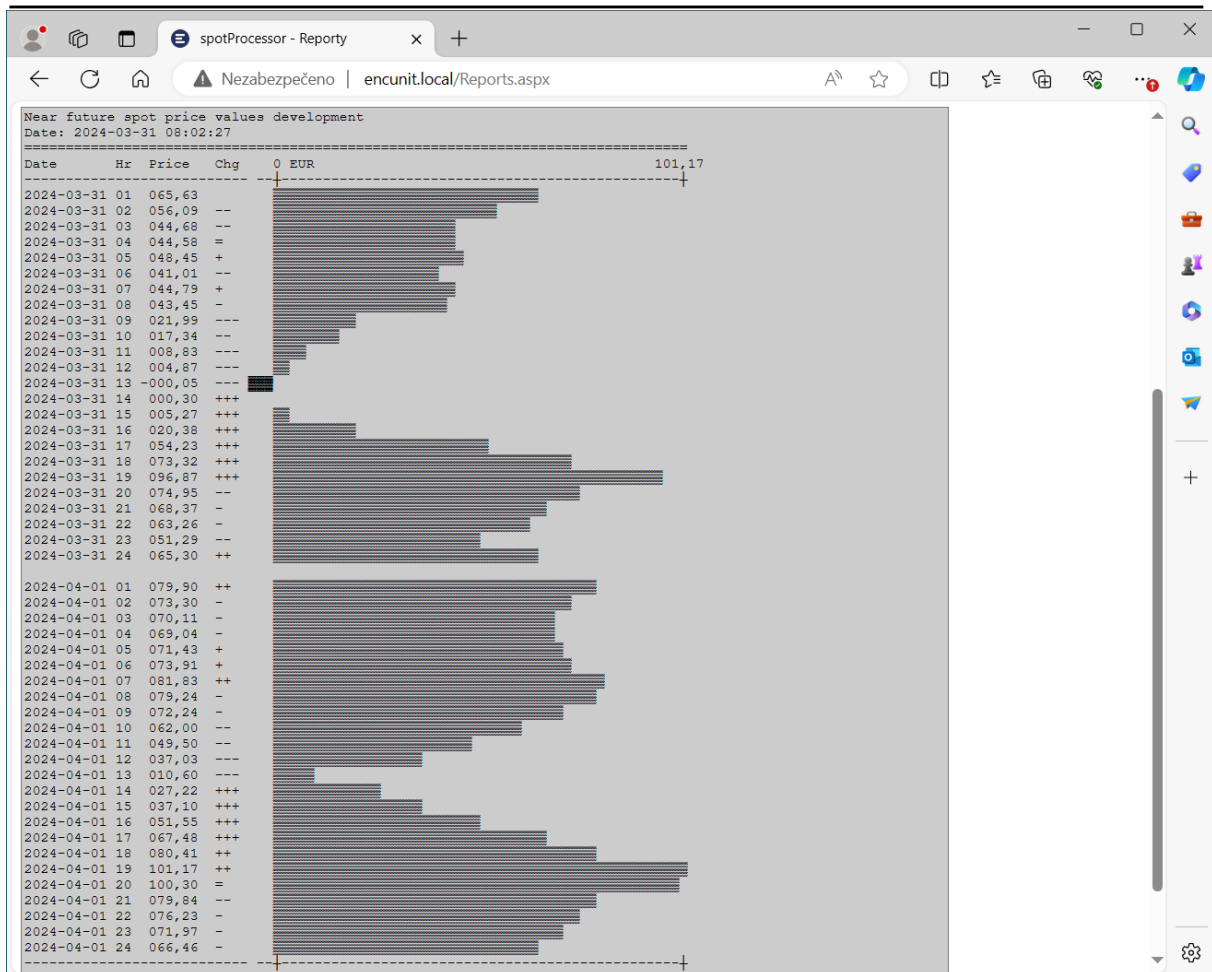 spotProcessor - Reporty
Nezabezpečeno | encunit.local/Reports.aspx
Near future spot price values development
Date: 2024-03-31 08:02:27
================================================================================
Date       Hr  Price   Chg    0 EUR                                         101,17
--------------------------- --+------------------------------------------------+
2024-03-31 01  065,63
2024-03-31 02  056,09  --
2024-03-31 03  044,68  --
2024-03-31 04  044,58  =
2024-03-31 05  048,45  +
2024-03-31 06  041,01  --
2024-03-31 07  044,79  +
2024-03-31 08  043,45  -
2024-03-31 09  021,99  ---
2024-03-31 10  017,34  --
2024-03-31 11  008,83  ---
2024-03-31 12  004,87  ---
2024-03-31 13 -000,05  ---
2024-03-31 14  000,30  +++
2024-03-31 15  005,27  +++
2024-03-31 16  020,38  +++
2024-03-31 17  054,23  +++
2024-03-31 18  073,32  +++
2024-03-31 19  096,87  +++
2024-03-31 20  074,95  --
2024-03-31 21  068,37  -
2024-03-31 22  063,26  -
2024-03-31 23  051,29  --
2024-03-31 24  065,30  ++
2024-04-01 01  079,90  ++
2024-04-01 02  073,30  -
2024-04-01 03  070,11  -
2024-04-01 04  069,04  -
2024-04-01 05  071,43  +
2024-04-01 06  073,91  +
2024-04-01 07  081,83  ++
2024-04-01 08  079,24  -
2024-04-01 09  072,24  -
2024-04-01 10  062,00  --
2024-04-01 11  049,50  --
2024-04-01 12  037,03  ---
2024-04-01 13  010,60  ---
2024-04-01 14  027,22  +++
2024-04-01 15  037,10  +++
2024-04-01 16  051,55  +++
2024-04-01 17  067,48  +++
2024-04-01 18  080,41  ++
2024-04-01 19  101,17  ++
2024-04-01 20  100,30  =
2024-04-01 21  079,84  --
2024-04-01 22  076,23  -
2024-04-01 23  071,97  -
2024-04-01 24  066,46  -
--------------------------- --+------------------------------------------------+